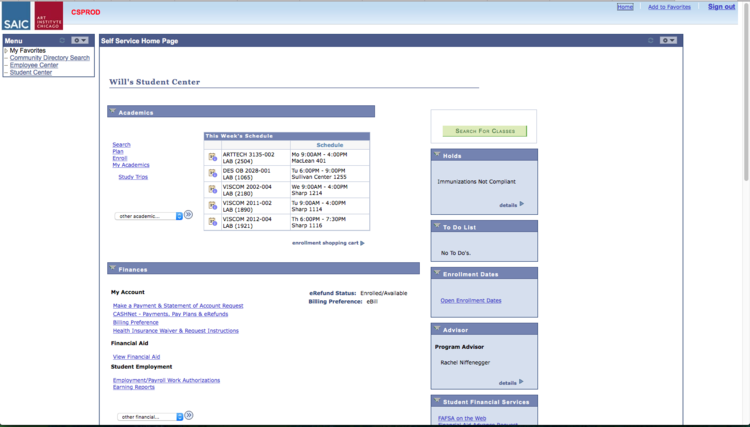 SAIC
ART
INSTITUTE
CHICAGO
CSPROD
Home
Add to Favorites
Sign out
Menu
My Favorites
Community Directory Search
Employee Center
Student Center
Self Service Home Page
Will's Student Center
Academics
Search
Plan
Enroll
My Academics
Study Trips
other academic...
This Week's Schedule
Schedule
ARTTECH 3135-002
LAB (2504)
Mo 9:00AM - 4:00PM
MacLean 401
DES OB 2028-001
LAB (1065)
Tu 6:00PM - 9:00PM
Sullivan Center 1255
VISCOM 2002-004
LAB (2180)
We 9:00AM - 4:00PM
Sharp 1214
VISCOM 2011-002
LAB (1890)
Tu 9:00AM - 4:00PM
Sharp 1114
VISCOM 2012-004
LAB (1921)
Th 6:00PM - 7:30PM
Sharp 1116
enrollment shopping cart
Finances
My Account
Make a Payment & Statement of Account Request
CASHNet - Payments, Pay Plans & eRefunds
Billing Preference
Health Insurance Waiver & Request Instructions
Financial Aid
View Financial Aid
Student Employment
Employment/Payroll Work Authorizations
Earning Reports
other financial...
eRefund Status: Enrolled/Available
Billing Preference: eBill
Search For Classes
Holds
Immunizations Not Compliant
details
To Do List
No To Do's.
Enrollment Dates
Open Enrollment Dates
Advisor
Program Advisor
Rachel Niffenegger
details
Student Financial Services
FAFSA on the Web
Financial Aid Advance Request